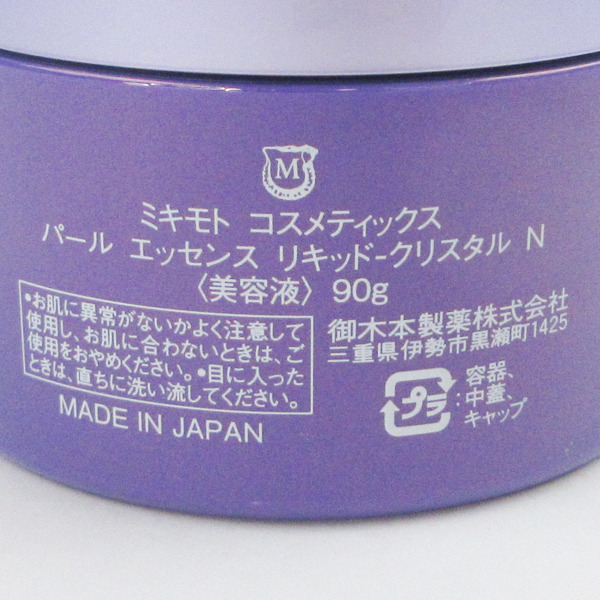 M
ミキモト コスメティックス
パール エッセンス リキッド-クリスタル N
〈美容液〉 90g
•お肌に異常がないかよく注意して
使用し、お肌に合わないときは、ご
使用をおやめください。•目に入った
ときは、直ちに洗い流してください。
MADE IN JAPAN
御木本製薬株式会社
三重県伊勢市黒瀬町1425
プラ
容器、
:中蓋、
キャップ